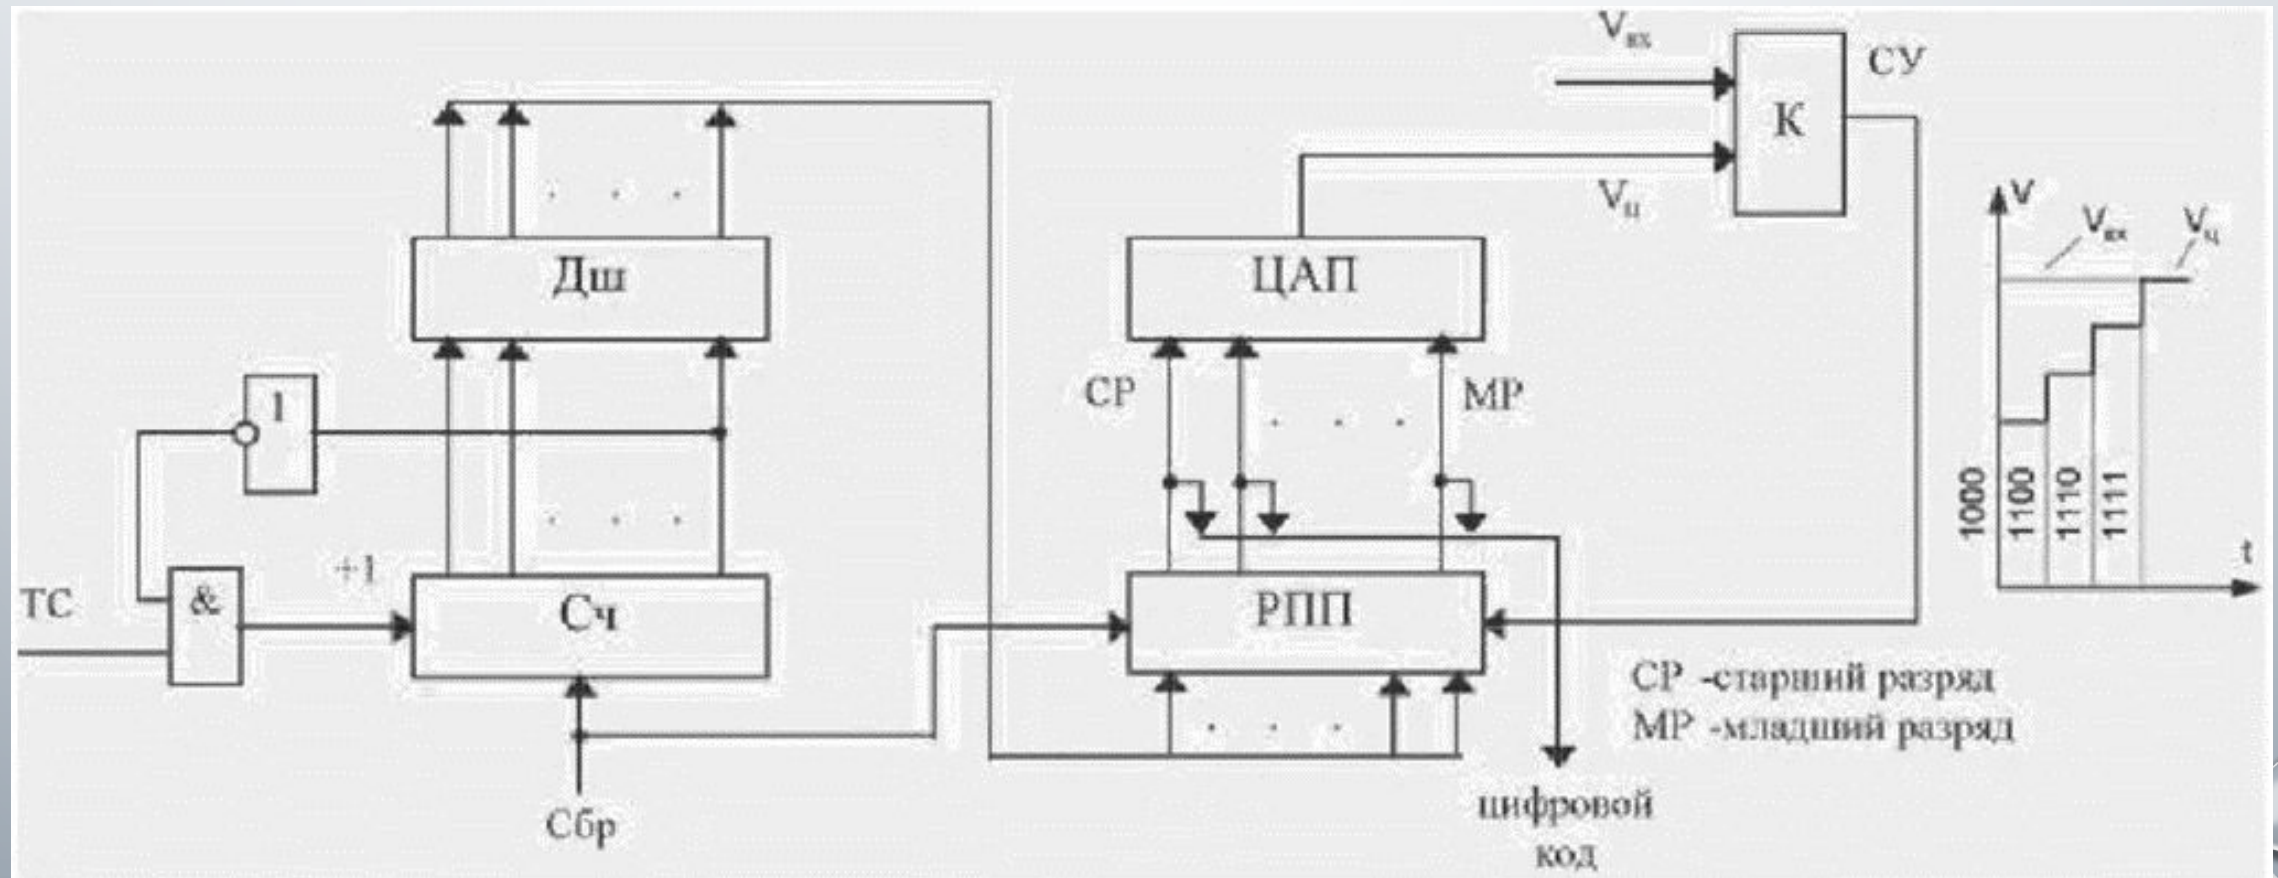 Vвх
СУ
К
Vц
V
Vвх
Vц
Дш
ЦАП
1
СР
МР
1000
1100
1110
1111
t
ТС
&
+1
Сч
РПП
СР -старший разряд
МР -младший разряд
Сбр
цифровой
код